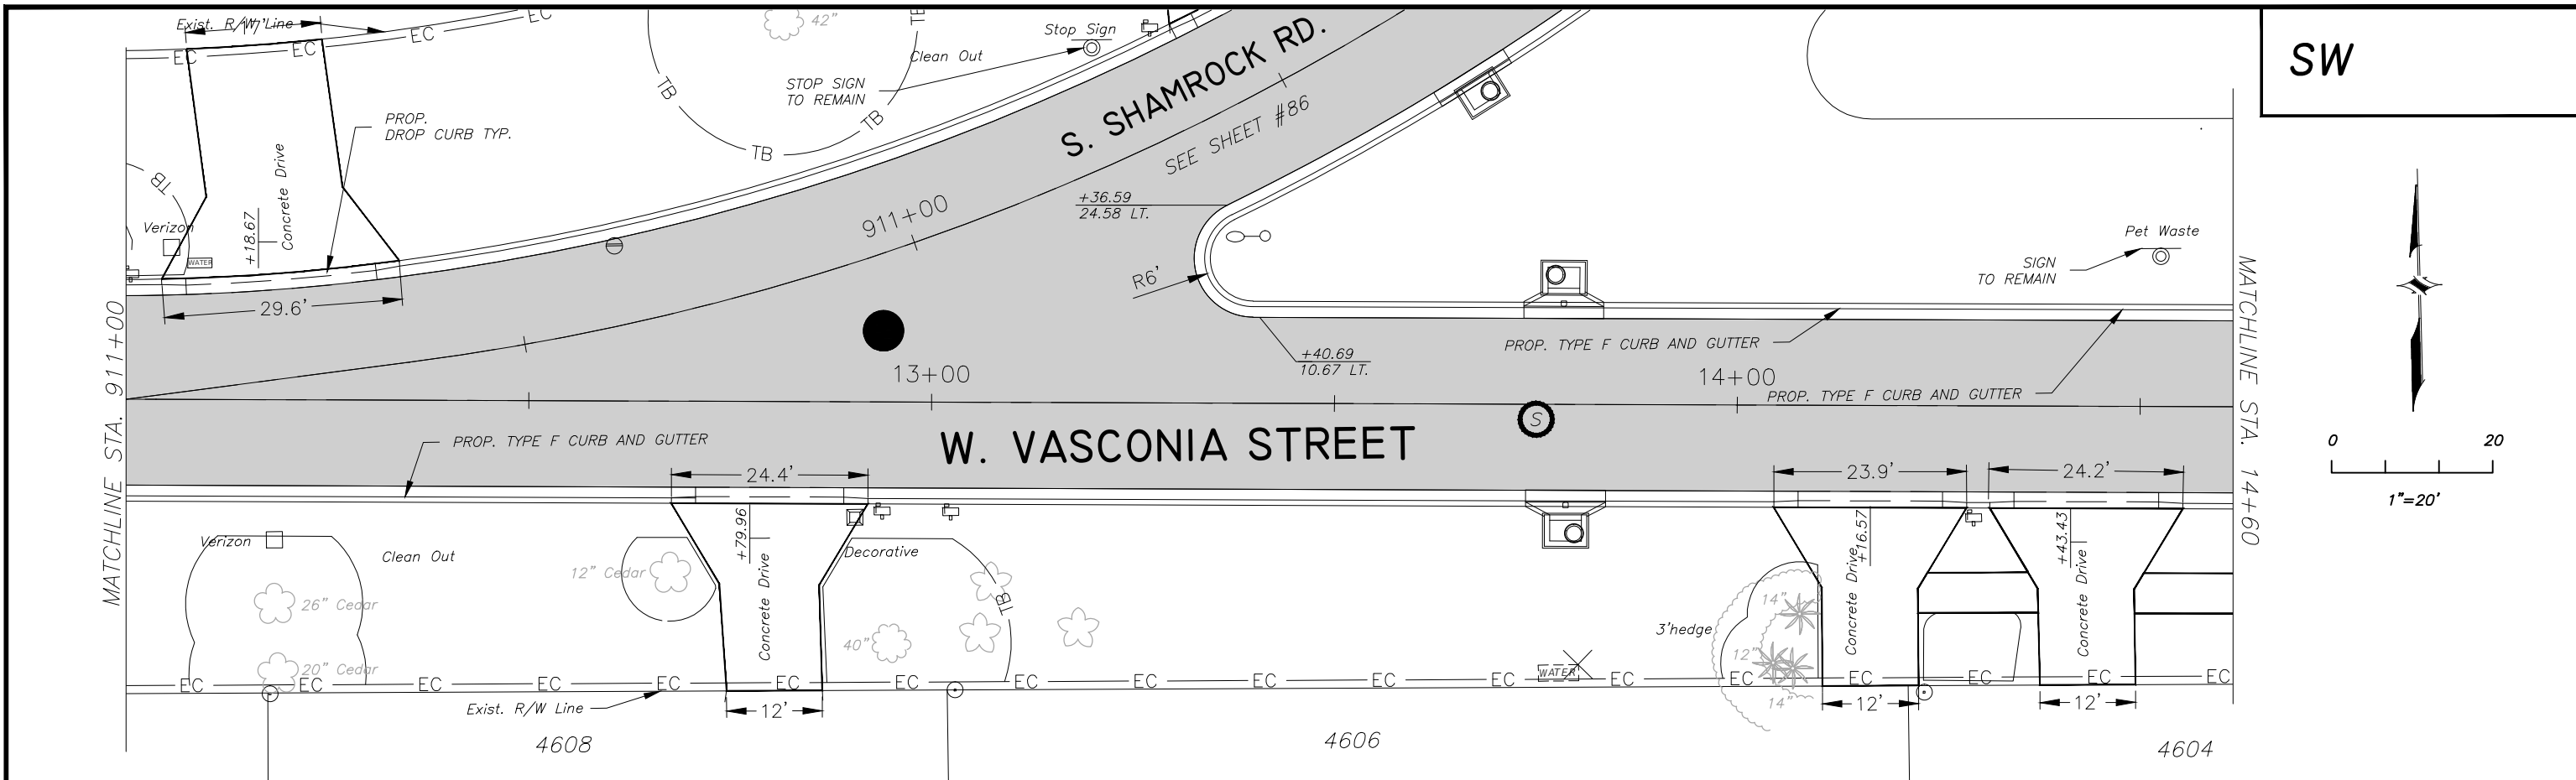 Exist. R/W Line
EC
EC
EC
EC
42"
TB
Stop Sign
Clean Out
STOP SIGN
TO REMAIN
TB
TB
TB
S. SHAMROCK RD.
SEE SHEET #86
SW
PROP.
DROP CURB TYP.
TB
Verizon
WATER
+18.67
Concrete Drive
29.6'
911+00
+36.59
24.58 LT.
R6'
Pet Waste
SIGN
TO REMAIN
MATCHLINE STA. 911+00
MATCHLINE STA. 14+60
13+00
+40.69
10.67 LT.
PROP. TYPE F CURB AND GUTTER
14+00
PROP. TYPE F CURB AND GUTTER
PROP. TYPE F CURB AND GUTTER
W. VASCONIA STREET
S
0 20
1"=20'
24.4'
23.9'
24.2'
Verizon
Clean Out
26" Cedar
20" Cedar
12" Cedar
+79.96
Concrete Drive
Decorative
40"
TB
3'hedge
14"
12"
14"
+16.57
Concrete Drive
+43.43
Concrete Drive
WATER
EC EC EC EC EC EC EC EC EC EC EC EC EC EC EC EC EC EC
Exist. R/W Line
12'
12'
12'
4608
4606
4604